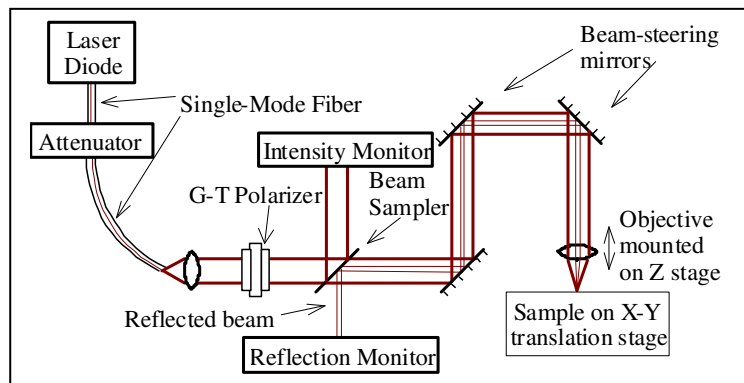 Laser
Diode
Single-Mode Fiber
Attenuator
Beam-steering
mirrors
Intensity Monitor
G-T Polarizer
Beam
Sampler
Objective
mounted
on Z stage
Reflected beam
Reflection Monitor
Sample on X-Y
translation stage